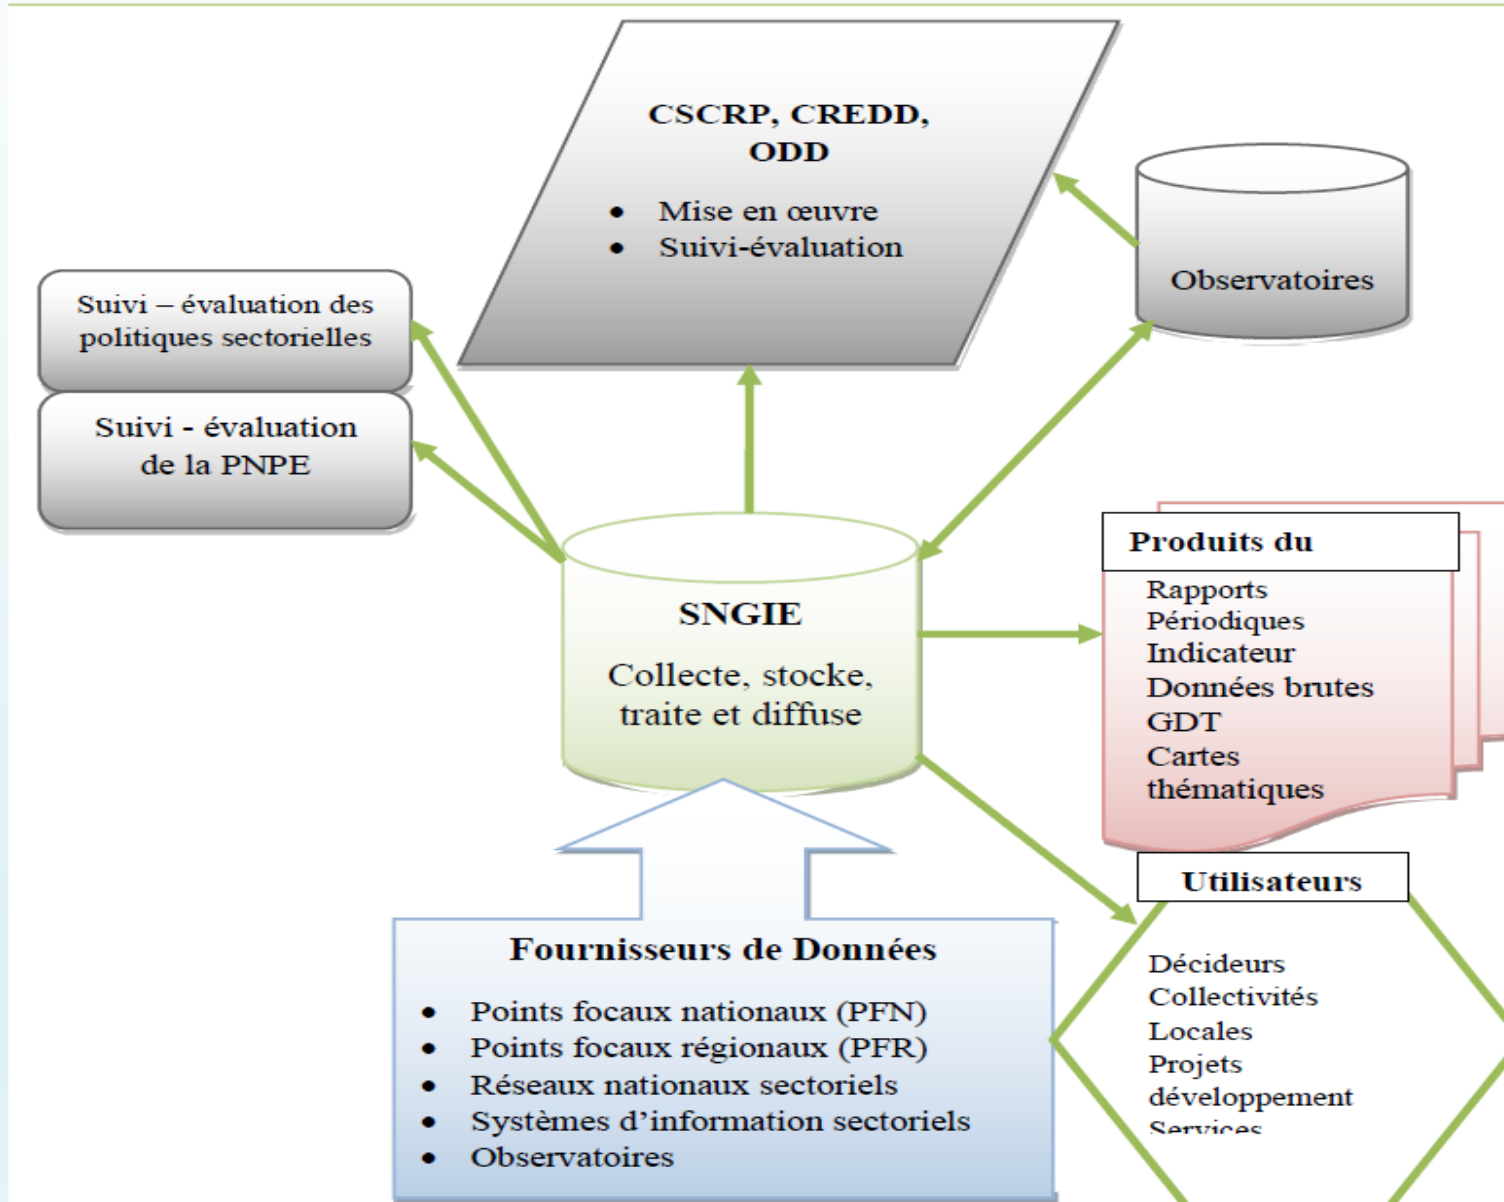 CSCRP, CREDD,
ODD
• Mise en œuvre
• Suivi-évaluation
Observatoires
Suivi – évaluation des
politiques sectorielles
Suivi - évaluation
de la PNPE
SNGIE
Collecte, stocke,
traite et diffuse
Produits du
Rapports
Périodiques
Indicateur
Données brutes
GDT
Cartes
thématiques
Utilisateurs
Décideurs
Collectivités
Locales
Projets
développement
Services
Fournisseurs de Données
• Points focaux nationaux (PFN)
• Points focaux régionaux (PFR)
• Réseaux nationaux sectoriels
• Systèmes d’information sectoriels
• Observatoires